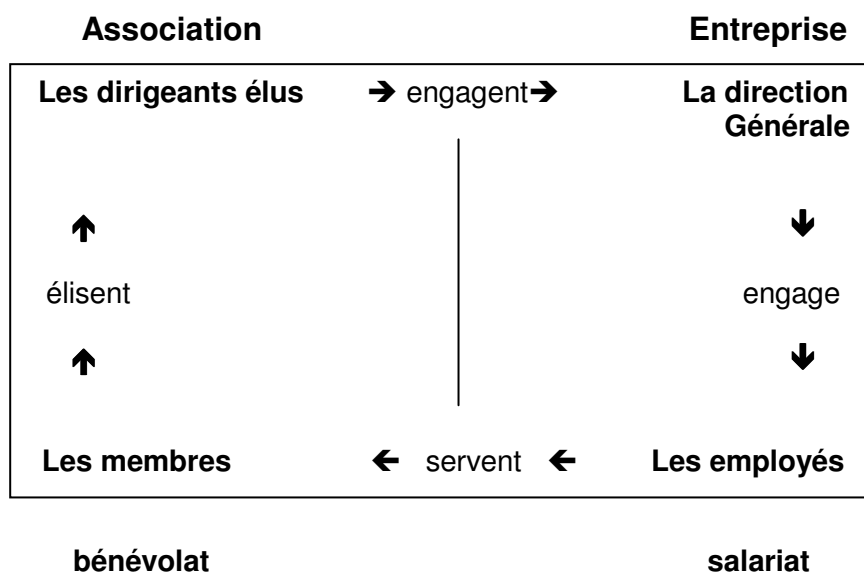 Association Entreprise
Les dirigeants élus ➔ engagent➔ La direction
Générale
élisent engage
Les membres servent Les employés
bénévolat salariat